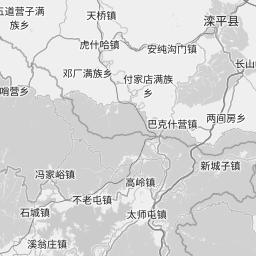 五道营子满
族乡
天桥镇
滦平县
虎什哈镇
安纯沟门镇
长山
邓厂满族乡
付家店满族
乡
哨营乡
巴克什营镇
两间房乡
新城子镇
冯家峪镇
高岭镇
不老屯镇
石城镇
太师屯镇
溪翁庄镇